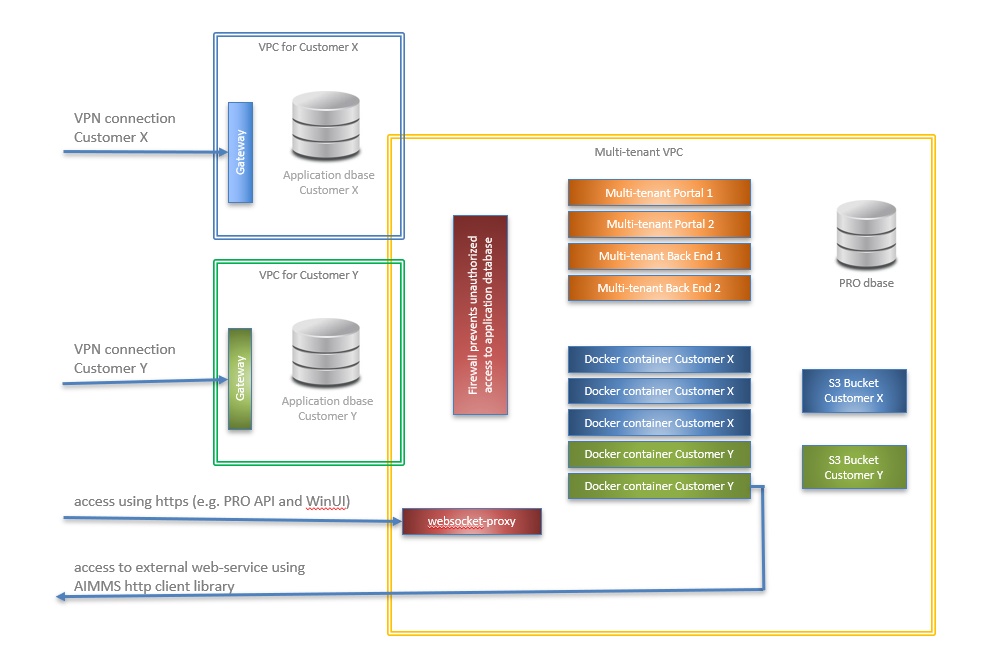 VPC for Customer X
VPN connection
Customer X
Gateway
Application dbase
Customer X
Multi-tenant VPC
Multi-tenant Portal 1
Multi-tenant Portal 2
Multi-tenant Back End 1
Multi-tenant Back End 2
PRO dbase
Firewall prevents unauthorized
access to application database
VPC for Customer Y
VPN connection
Customer Y
Gateway
Application dbase
Customer Y
Docker container Customer X
Docker container Customer X
Docker container Customer X
Docker container Customer Y
Docker container Customer Y
S3 Bucket
Customer X
S3 Bucket
Customer Y
access using https (e.g. PRO API and WinUI)
websocket-proxy
access to external web-service using
AIMMS http client library